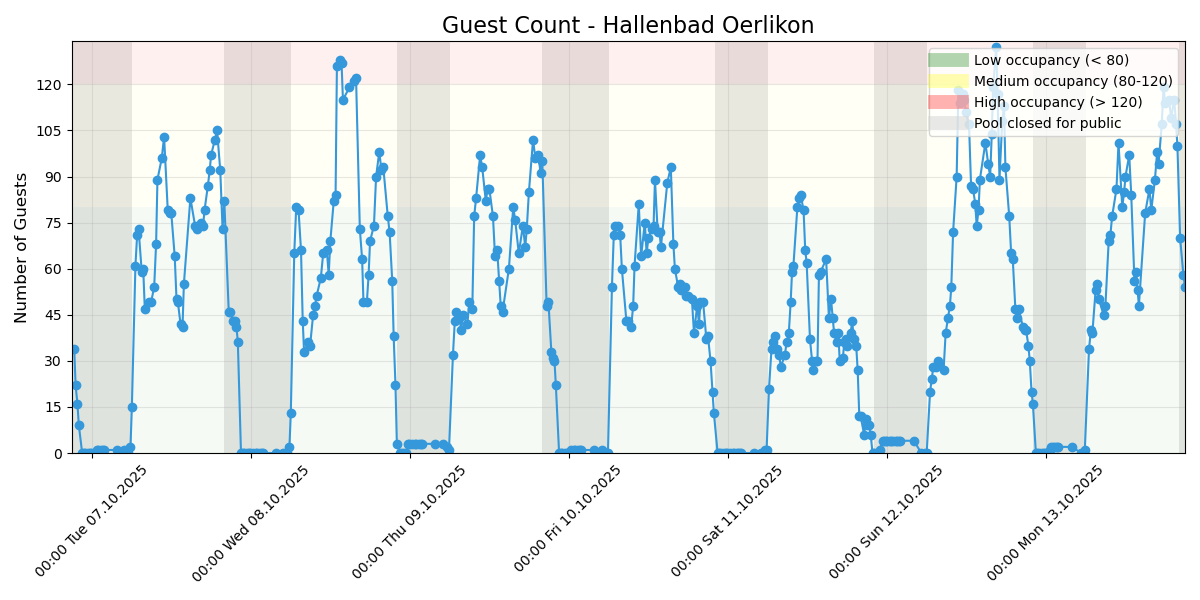 Guest Count - Hallenbad Oerlikon
Low occupancy (< 80)
Medium occupancy (80-120)
High occupancy (> 120)
Pool closed for public
Number of Guests
120
105
90
75
60
45
30
15
0
00:00 Tue 07.10.2025
00:00 Wed 08.10.2025
00:00 Thu 09.10.2025
00:00 Fri 10.10.2025
00:00 Sat 11.10.2025
00:00 Sun 12.10.2025
00:00 Mon 13.10.2025